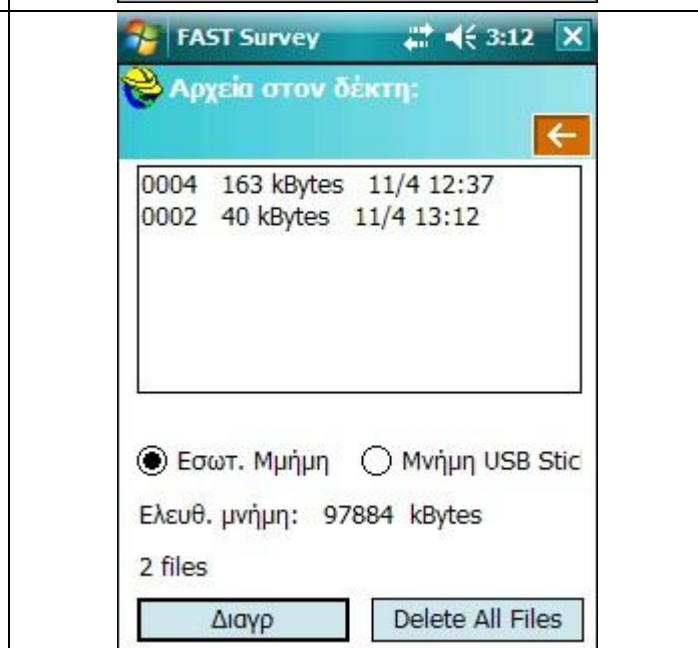 FAST Survey 3:12
Αρχεία στον δέκτη:
0004 163 kBytes 11/4 12:37
0002 40 kBytes 11/4 13:12
Εσωτ. Μμήμη Μνήμη USB Stic
Ελευθ. μνήμη: 97884 kBytes
2 files
Διαγρ Delete All Files